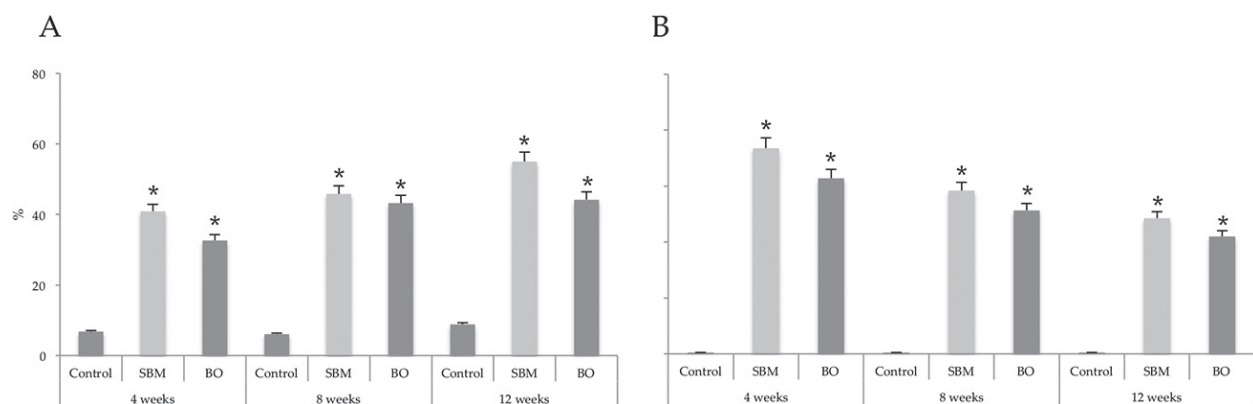 A
B
80
60
40
20
0
%
* * * * * *
* * * * * *
Control SBM BO Control SBM BO Control SBM BO
4 weeks 8 weeks 12 weeks
Control SBM BO Control SBM BO Control SBM BO
4 weeks 8 weeks 12 weeks